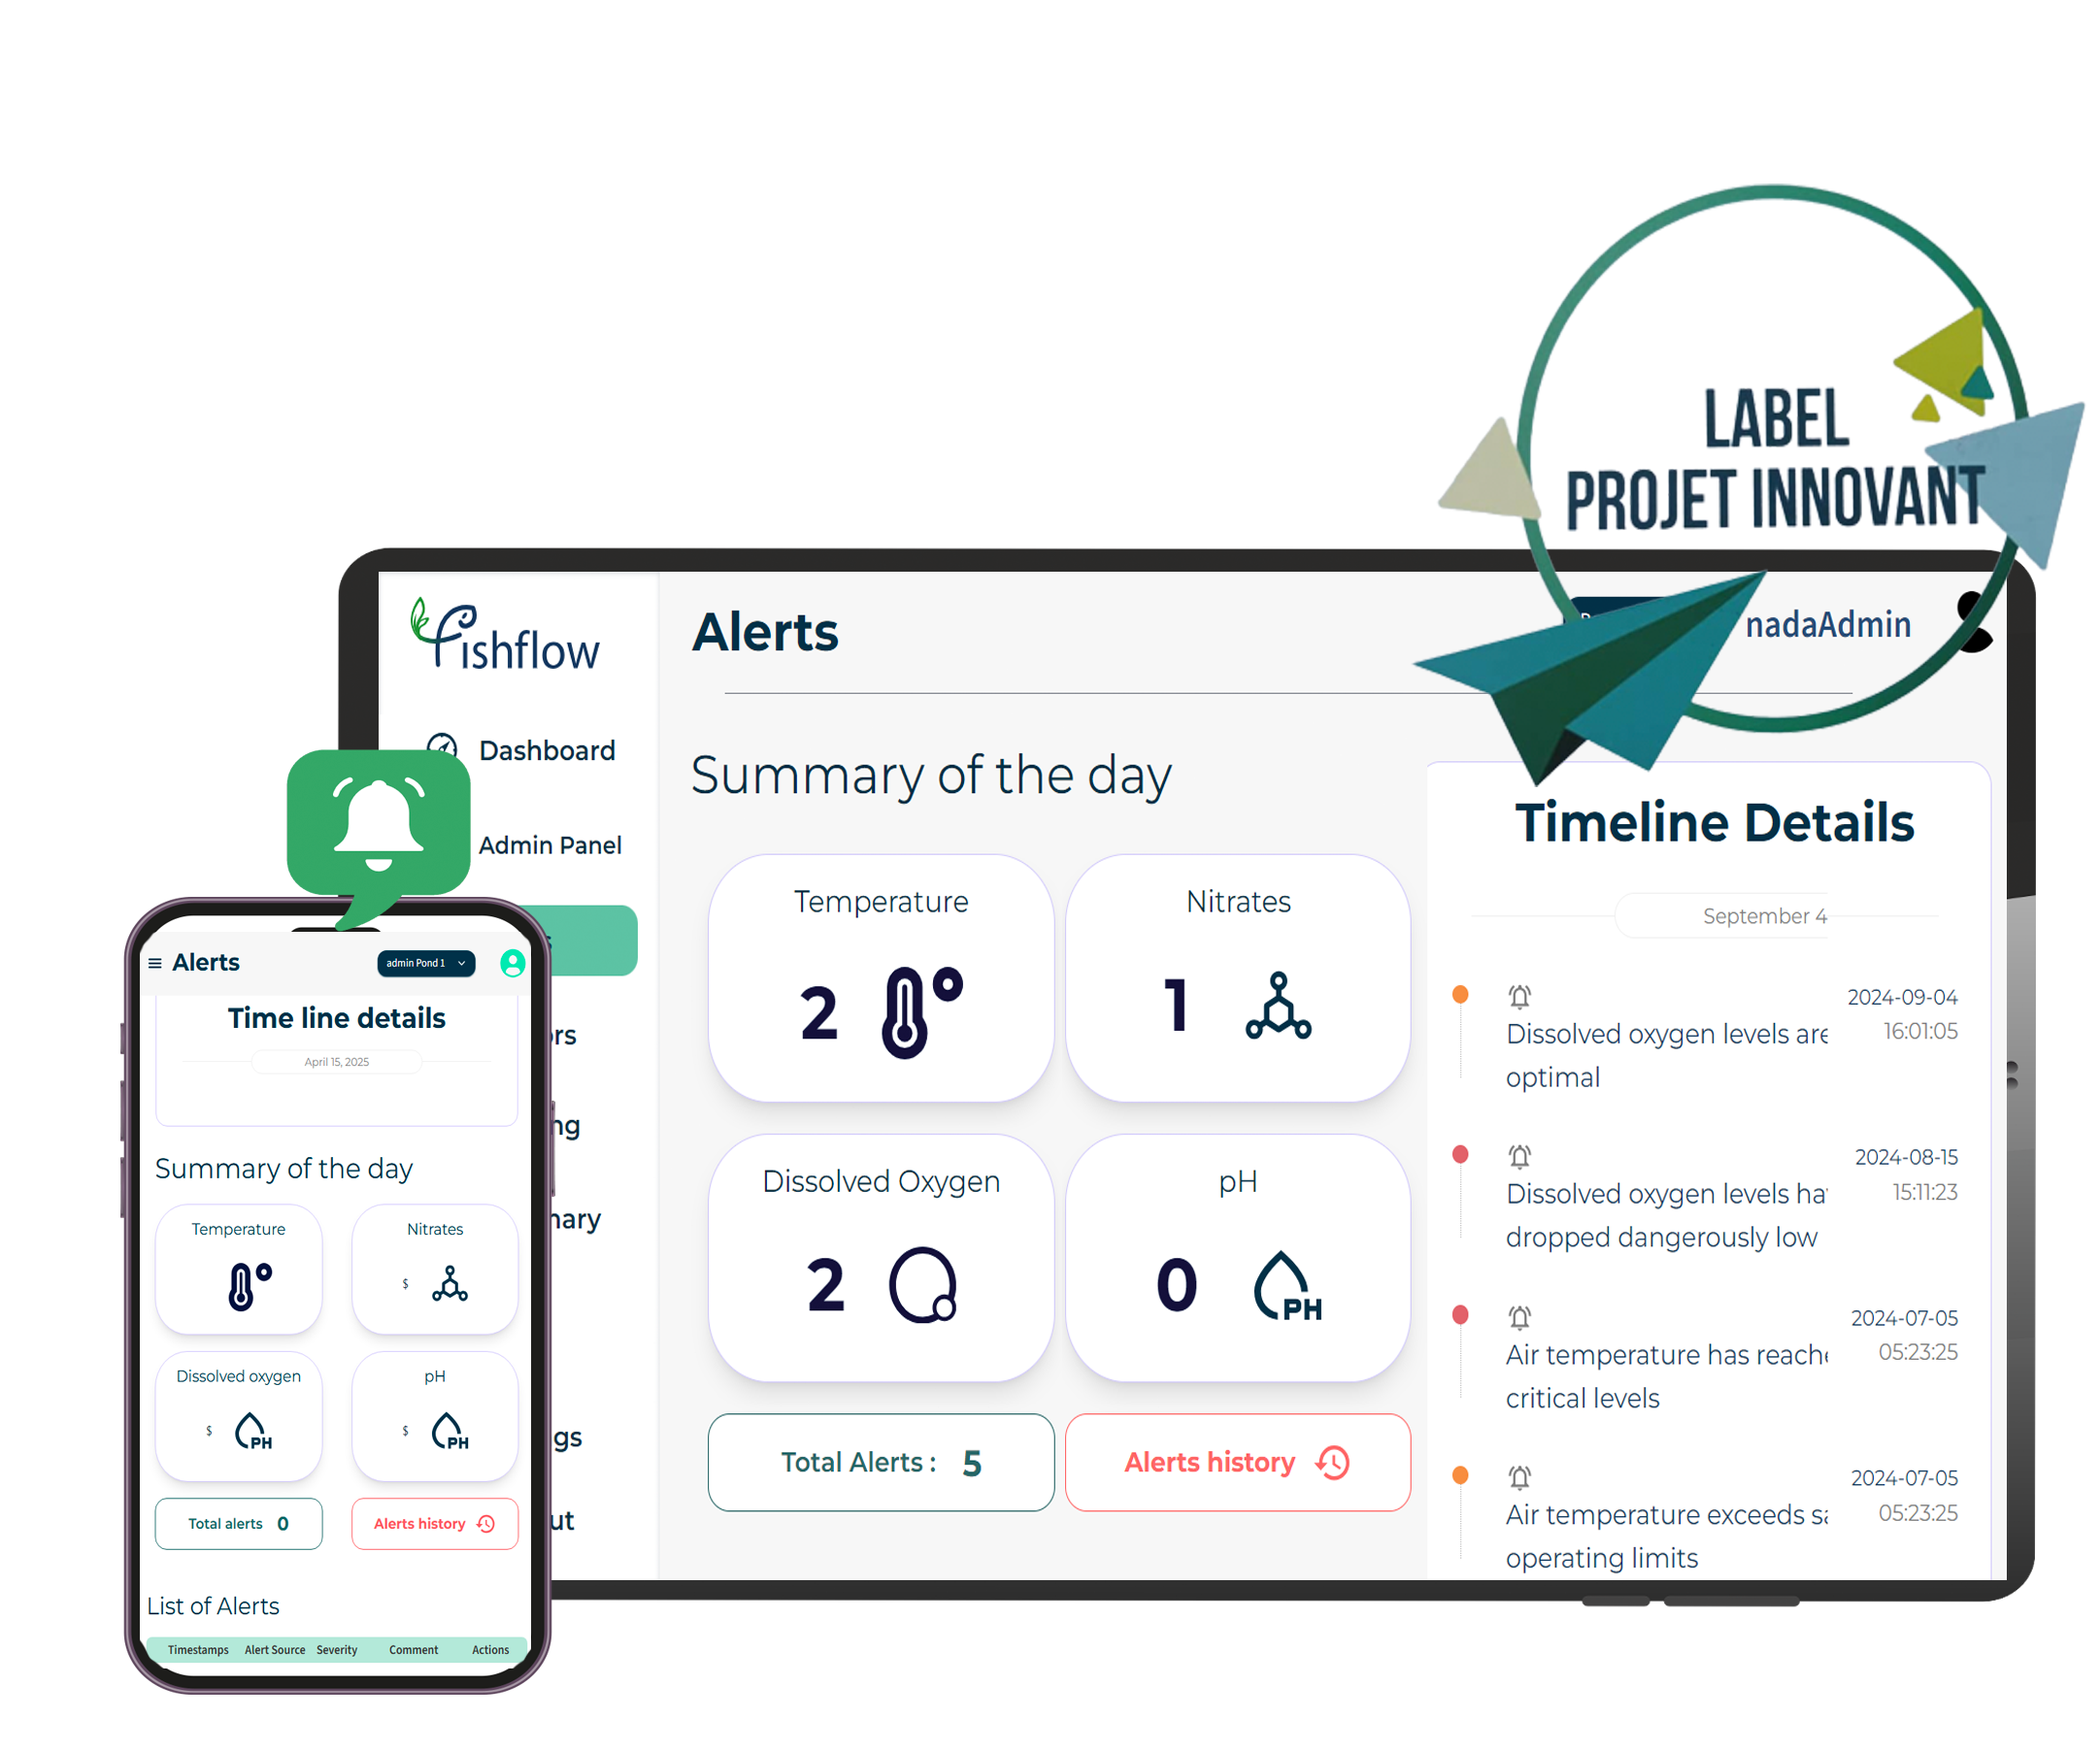 LABEL
PROJET INNOVANT
Fishflow
Dashboard
Admin Panel
Alerts
nadaAdmin
Summary of the day
Temperature
2
Nitrates
1
Dissolved Oxygen
2
pH
0
PH
Total Alerts : 5
Alerts history
Timeline Details
September 4
2024-09-04
16:01:05
Dissolved oxygen levels are
optimal
2024-08-15
15:11:23
Dissolved oxygen levels ha
dropped dangerously low
2024-07-05
05:23:25
Air temperature has reach
critical levels
2024-07-05
05:23:25
Air temperature exceeds sa
operating limits
rs
ng
nary
gs
ut
Alerts
admin Pond 1
Time line details
April 15, 2025
Summary of the day
Temperature
Nitrates
$
Dissolved oxygen
$ PH
pH
$ PH
Total alerts 0
Alerts history
List of Alerts
Timestamps Alert Source Severity Comment Actions